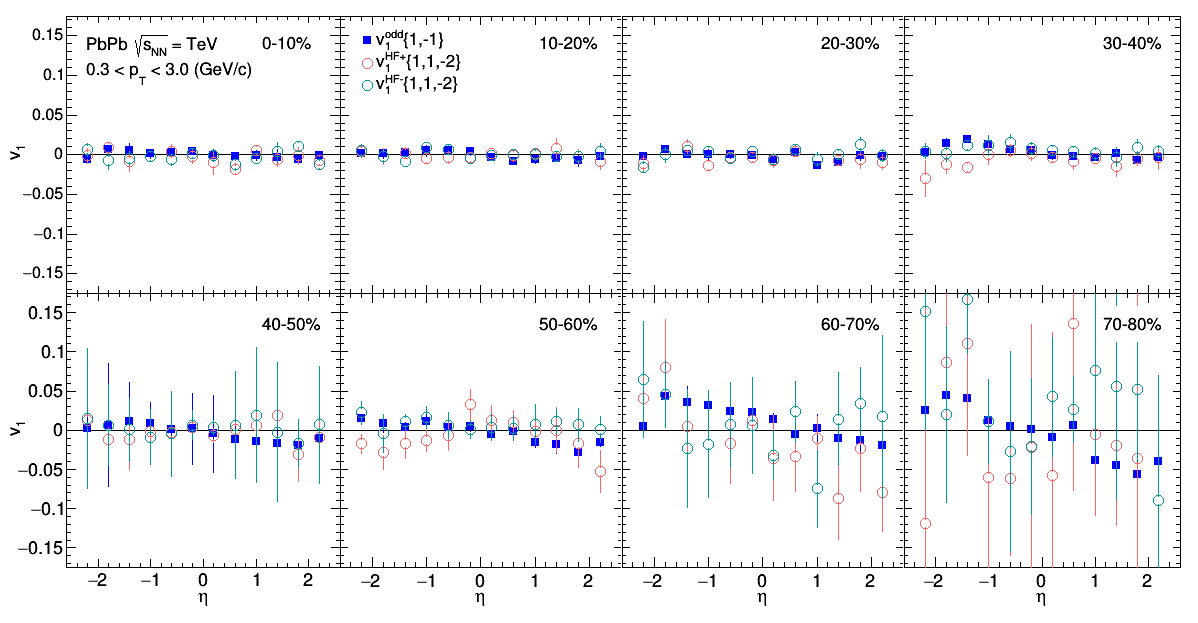 PbPb √s_NN = TeV 0-10%
0.3 < p_T < 3.0 (GeV/c)
10-20%
v_1^odd{1,-1}
v_1^HF+{1,1,-2}
v_1^HF-{1,1,-2}
20-30%
30-40%
0.15
0.1
0.05
0
−0.05
−0.1
−0.15
v_1
40-50%
50-60%
60-70%
70-80%
0.15
0.1
0.05
0
−0.05
−0.1
−0.15
v_1
−2 −1 0 1 2
η
−2 −1 0 1 2
η
−2 −1 0 1 2
η
−2 −1 0 1 2
η